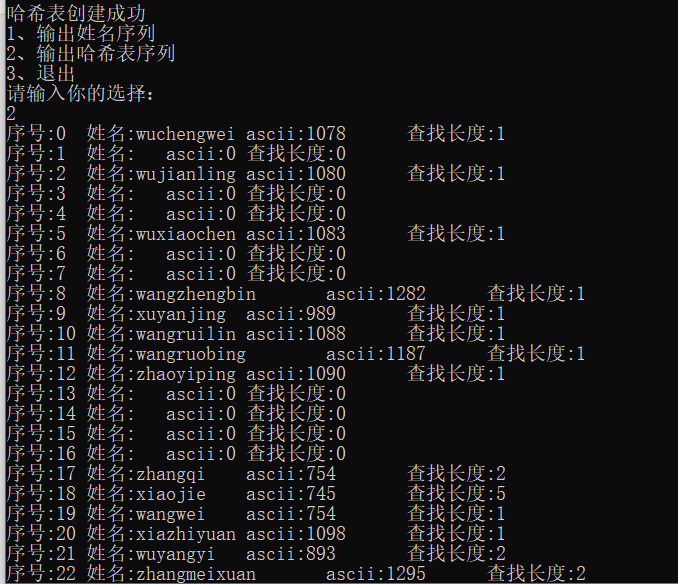 哈希表创建成功
1、输出姓名序列
2、输出哈希表序列
3、退出
请输入你的选择：
2
序号:0 姓名:wuchengwei ascii:1078 查找长度:1
序号:1 姓名: ascii:0 查找长度:0
序号:2 姓名:wujianling ascii:1080 查找长度:1
序号:3 姓名: ascii:0 查找长度:0
序号:4 姓名: ascii:0 查找长度:0
序号:5 姓名:wuxiaochen ascii:1083 查找长度:1
序号:6 姓名: ascii:0 查找长度:0
序号:7 姓名: ascii:0 查找长度:0
序号:8 姓名:wangzhengbin ascii:1282 查找长度:1
序号:9 姓名:xuyanjing ascii:989 查找长度:1
序号:10 姓名:wangruilin ascii:1088 查找长度:1
序号:11 姓名:wangruobing ascii:1187 查找长度:1
序号:12 姓名:zhaoyiping ascii:1090 查找长度:1
序号:13 姓名: ascii:0 查找长度:0
序号:14 姓名: ascii:0 查找长度:0
序号:15 姓名: ascii:0 查找长度:0
序号:16 姓名: ascii:0 查找长度:0
序号:17 姓名:zhangqi ascii:754 查找长度:2
序号:18 姓名:xiaojie ascii:745 查找长度:5
序号:19 姓名:wangwei ascii:754 查找长度:1
序号:20 姓名:xiazhiyuan ascii:1098 查找长度:1
序号:21 姓名:wuyangyi ascii:893 查找长度:2
序号:22 姓名:zhangmeixuan ascii:1295 查找长度:2